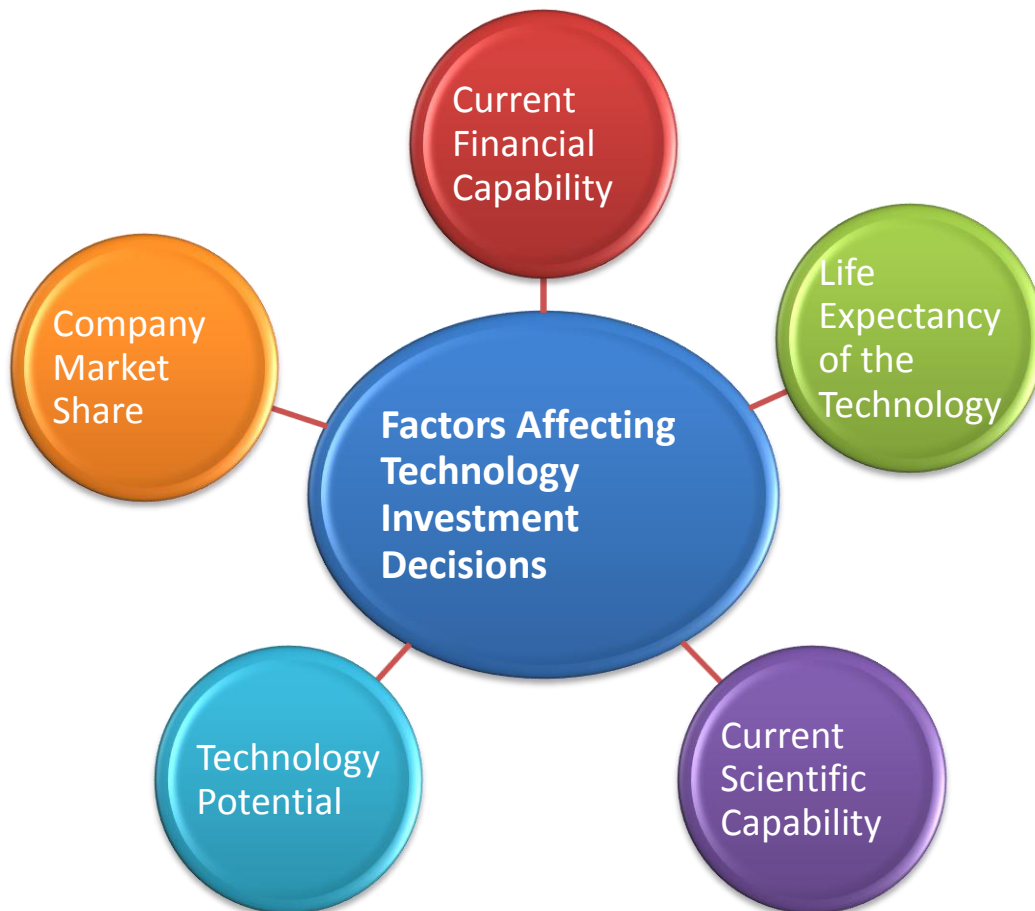 Current
Financial
Capability
Life
Expectancy
of the
Technology
Company
Market
Share
Factors Affecting
Technology
Investment
Decisions
Current
Scientific
Capability
Technology
Potential